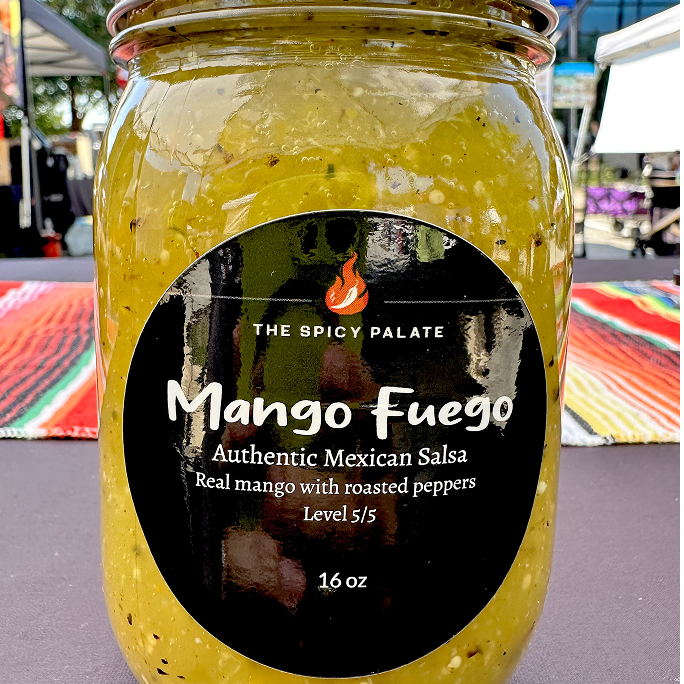 THE SPICY PALATE
Mango Fuego
Authentic Mexican Salsa
Real mango with roasted peppers
Level 5/5
16 oz